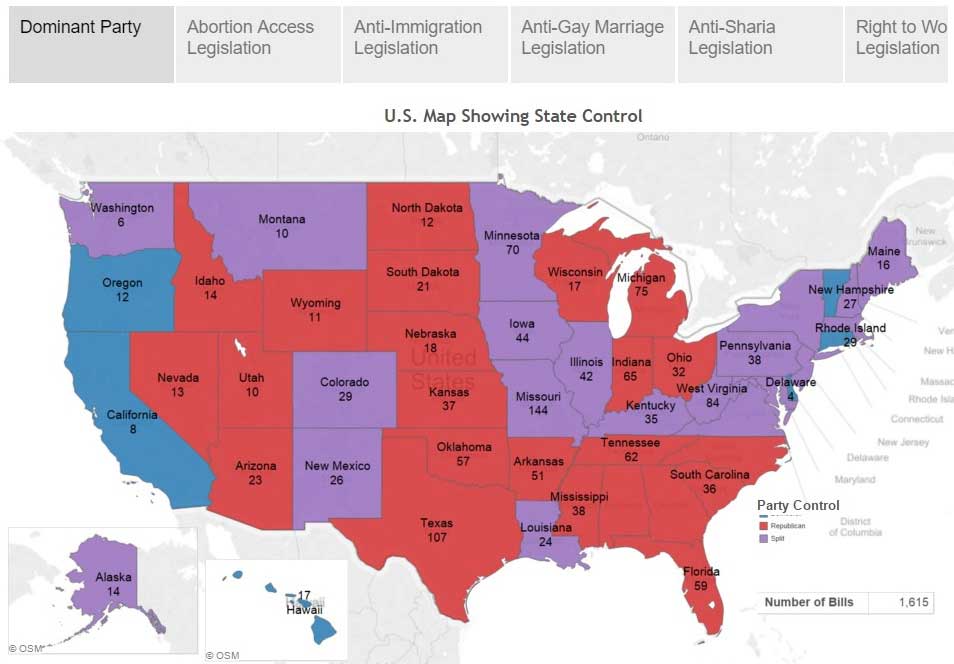 Dominant Party
Abortion Access
Legislation
Anti-Immigration
Legislation
Anti-Gay Marriage
Legislation
Anti-Sharia
Legislation
Right to Wo
Legislation
U.S. Map Showing State Control
Ontario
Washington
6
Montana
10
North Dakota
12
Minnesota
70
Maine
16
New
Brunswick
Oregon
12
Idaho
14
South Dakota
21
Wisconsin
17
Michigan
75
New Hampshire
27
Wyoming
11
Nebraska
18
Iowa
44
Rhode Island
29
Pennsylvania
38
United
States
Nevada
13
Utah
10
Colorado
29
Kansas
37
Illinois
42
Indiana
65
Ohio
32
West Virginia
84
Delaware
4
California
8
Missouri
144
Kentucky
35
Ver
New H
Massac
Rhode Isla
Connecticut
New Jersey
Delaware
Maryland
District
of Columbia
Arizona
23
New Mexico
26
Oklahoma
57
Arkansas
51
Tennessee
62
South Carolina
36
Mississippi
38
Texas
107
Louisiana
24
Florida
59
Party Control
Republican
Split
Alaska
14
17
Hawaii
Number of Bills 1,615
© OSM
© OSM